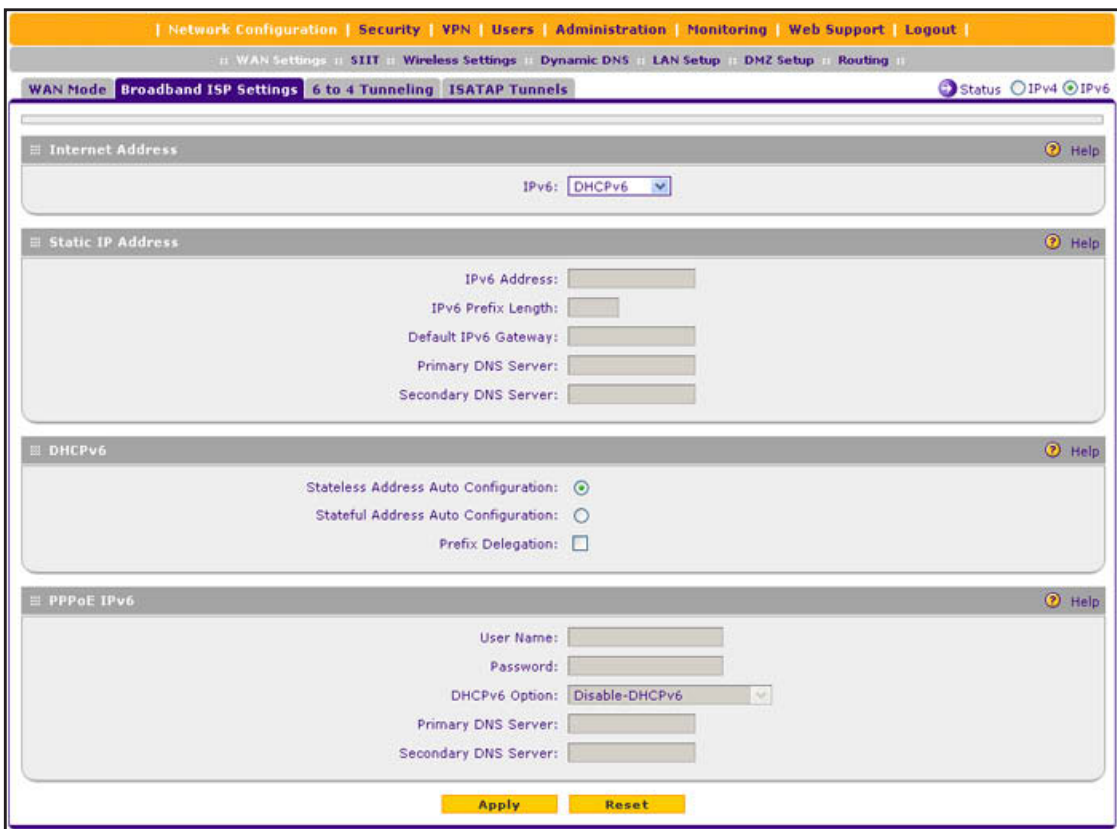 | Network Configuration | Security | VPN | Users | Administration | Monitoring | Web Support | Logout |
:: WAN Settings :: SIIT :: Wireless Settings :: Dynamic DNS :: LAN Setup :: DMZ Setup :: Routing ::
WAN Mode Broadband ISP Settings 6 to 4 Tunneling ISATAP Tunnels Status IPv4 IPv6
Internet Address Help
IPv6: DHCPv6
Static IP Address Help
IPv6 Address:
IPv6 Prefix Length:
Default IPv6 Gateway:
Primary DNS Server:
Secondary DNS Server:
DHCPv6 Help
Stateless Address Auto Configuration:
Stateful Address Auto Configuration:
Prefix Delegation:
PPPoE IPv6 Help
User Name:
Password:
DHCPv6 Option: Disable-DHCPv6
Primary DNS Server:
Secondary DNS Server:
Apply Reset